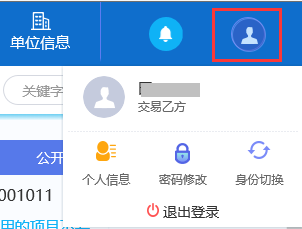 单位信息
关键字
交易乙方
公开
个人信息 密码修改 身份切换
001011
退出登录